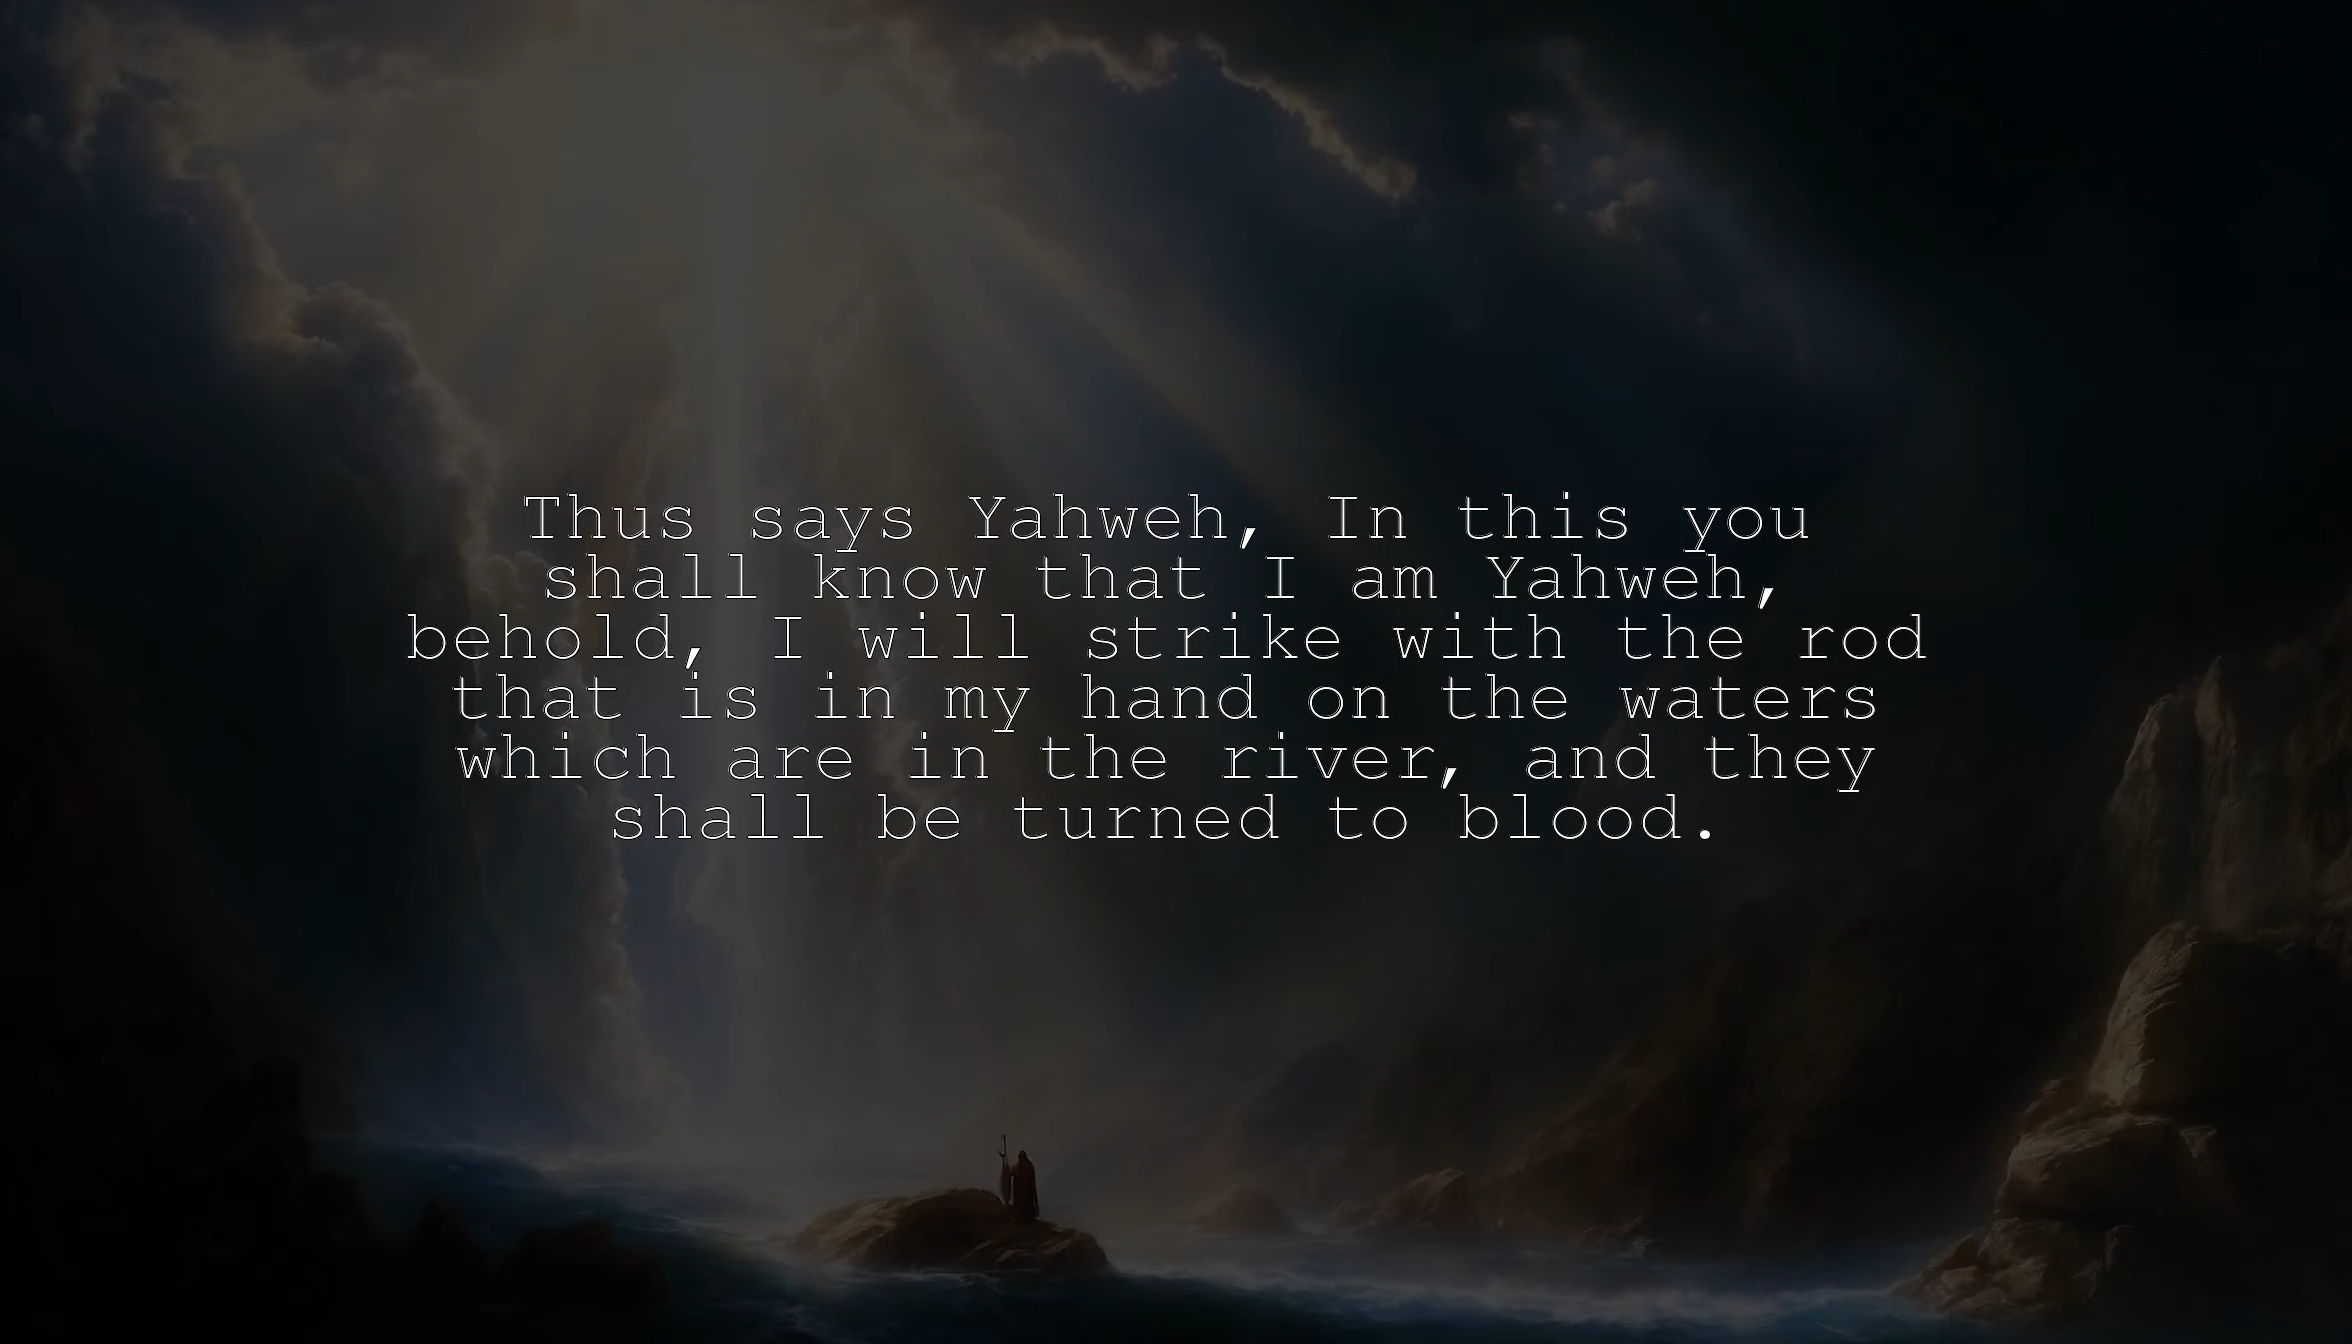 Thus says Yahweh, In this you
shall know that I am Yahweh,
behold, I will strike with the rod
that is in my hand on the waters
which are in the river, and they
shall be turned to blood.